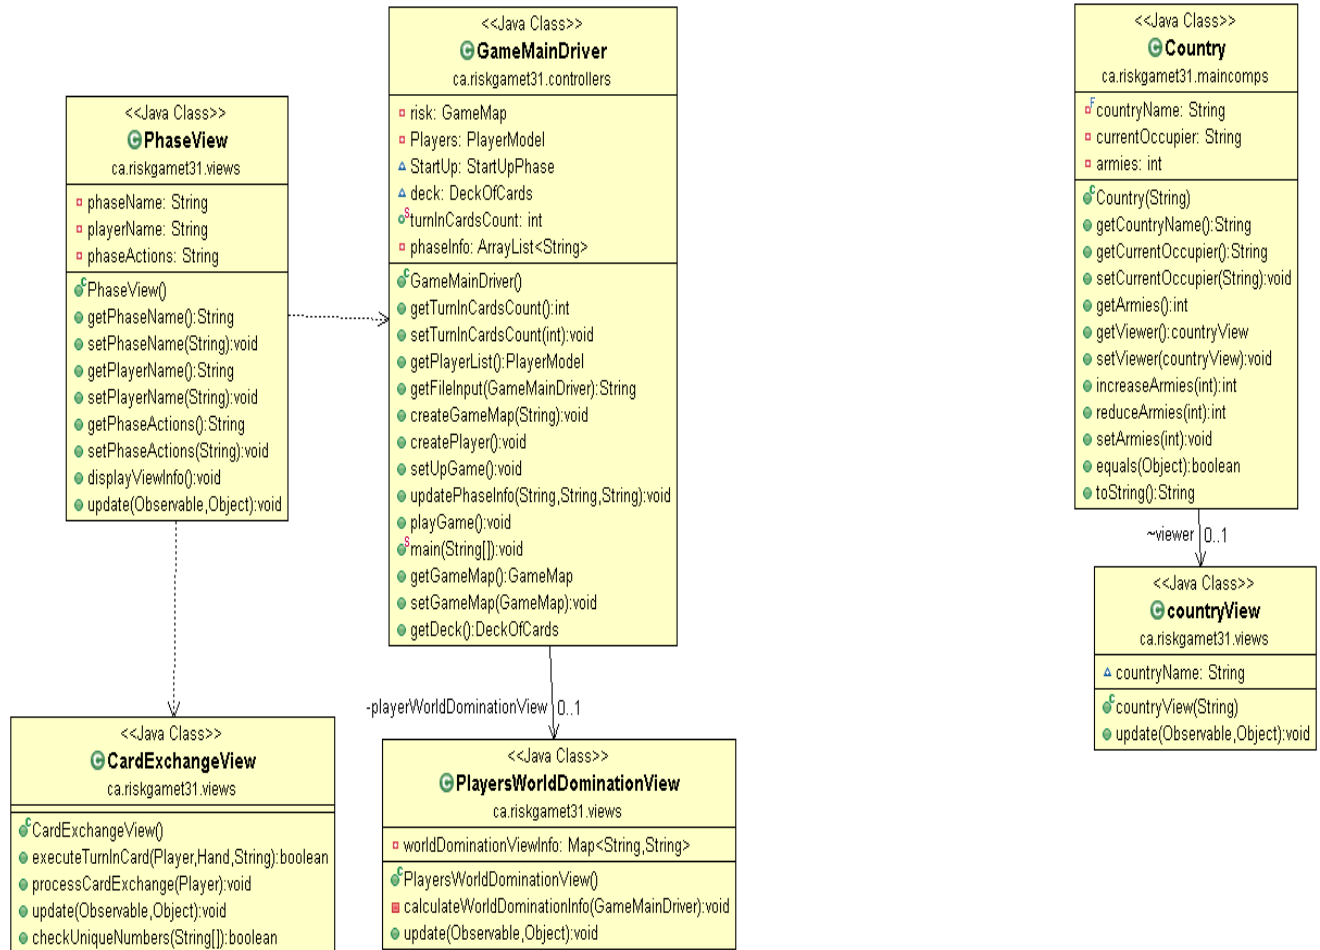 <<Java Class>>
PhaseView
ca.riskgamet31.views
phaseName: String
playerName: String
phaseActions: String
PhaseView()
getPhaseName():String
setPhaseName(String):void
getPlayerName():String
setPlayerName(String):void
getPhaseActions():String
setPhaseActions(String):void
displayViewInfo():void
update(Observable,Object):void
<<Java Class>>
GameMainDriver
ca.riskgamet31.controllers
risk: GameMap
Players: PlayerModel
StartUp: StartUpPhase
deck: DeckOfCards
turnInCardsCount: int
phaseInfo: ArrayList<String>
GameMainDriver()
getTurnInCardsCount():int
setTurnInCardsCount(int):void
getPlayerList():PlayerModel
getFileInput(GameMainDriver):String
createGameMap(String):void
createPlayer():void
setUpGame():void
updatePhaseInfo(String,String,String):void
playGame():void
main(String[]):void
getGameMap():GameMap
setGameMap(GameMap):void
getDeck():DeckOfCards
<<Java Class>>
Country
ca.riskgamet31.maincomps
countryName: String
currentOccupier: String
armies: int
Country(String)
getCountryName():String
getCurrentOccupier():String
setCurrentOccupier(String):void
getArmies():int
getViewer():countryView
setViewer(countryView):void
increaseArmies(int):int
reduceArmies(int):int
setArmies(int):void
equals(Object):boolean
toString():String
~viewer 0..1
<<Java Class>>
countryView
ca.riskgamet31.views
countryName: String
countryView(String)
update(Observable,Object):void
-playerWorldDominationView 0..1
<<Java Class>>
CardExchangeView
ca.riskgamet31.views
CardExchangeView()
executeTurnInCard(Player,Hand,String):boolean
processCardExchange(Player):void
update(Observable,Object):void
checkUniqueNumbers(String[]):boolean
<<Java Class>>
PlayersWorldDominationView
ca.riskgamet31.views
worldDominationViewInfo: Map<String,String>
PlayersWorldDominationView()
calculateWorldDominationInfo(GameMainDriver):void
update(Observable,Object):void